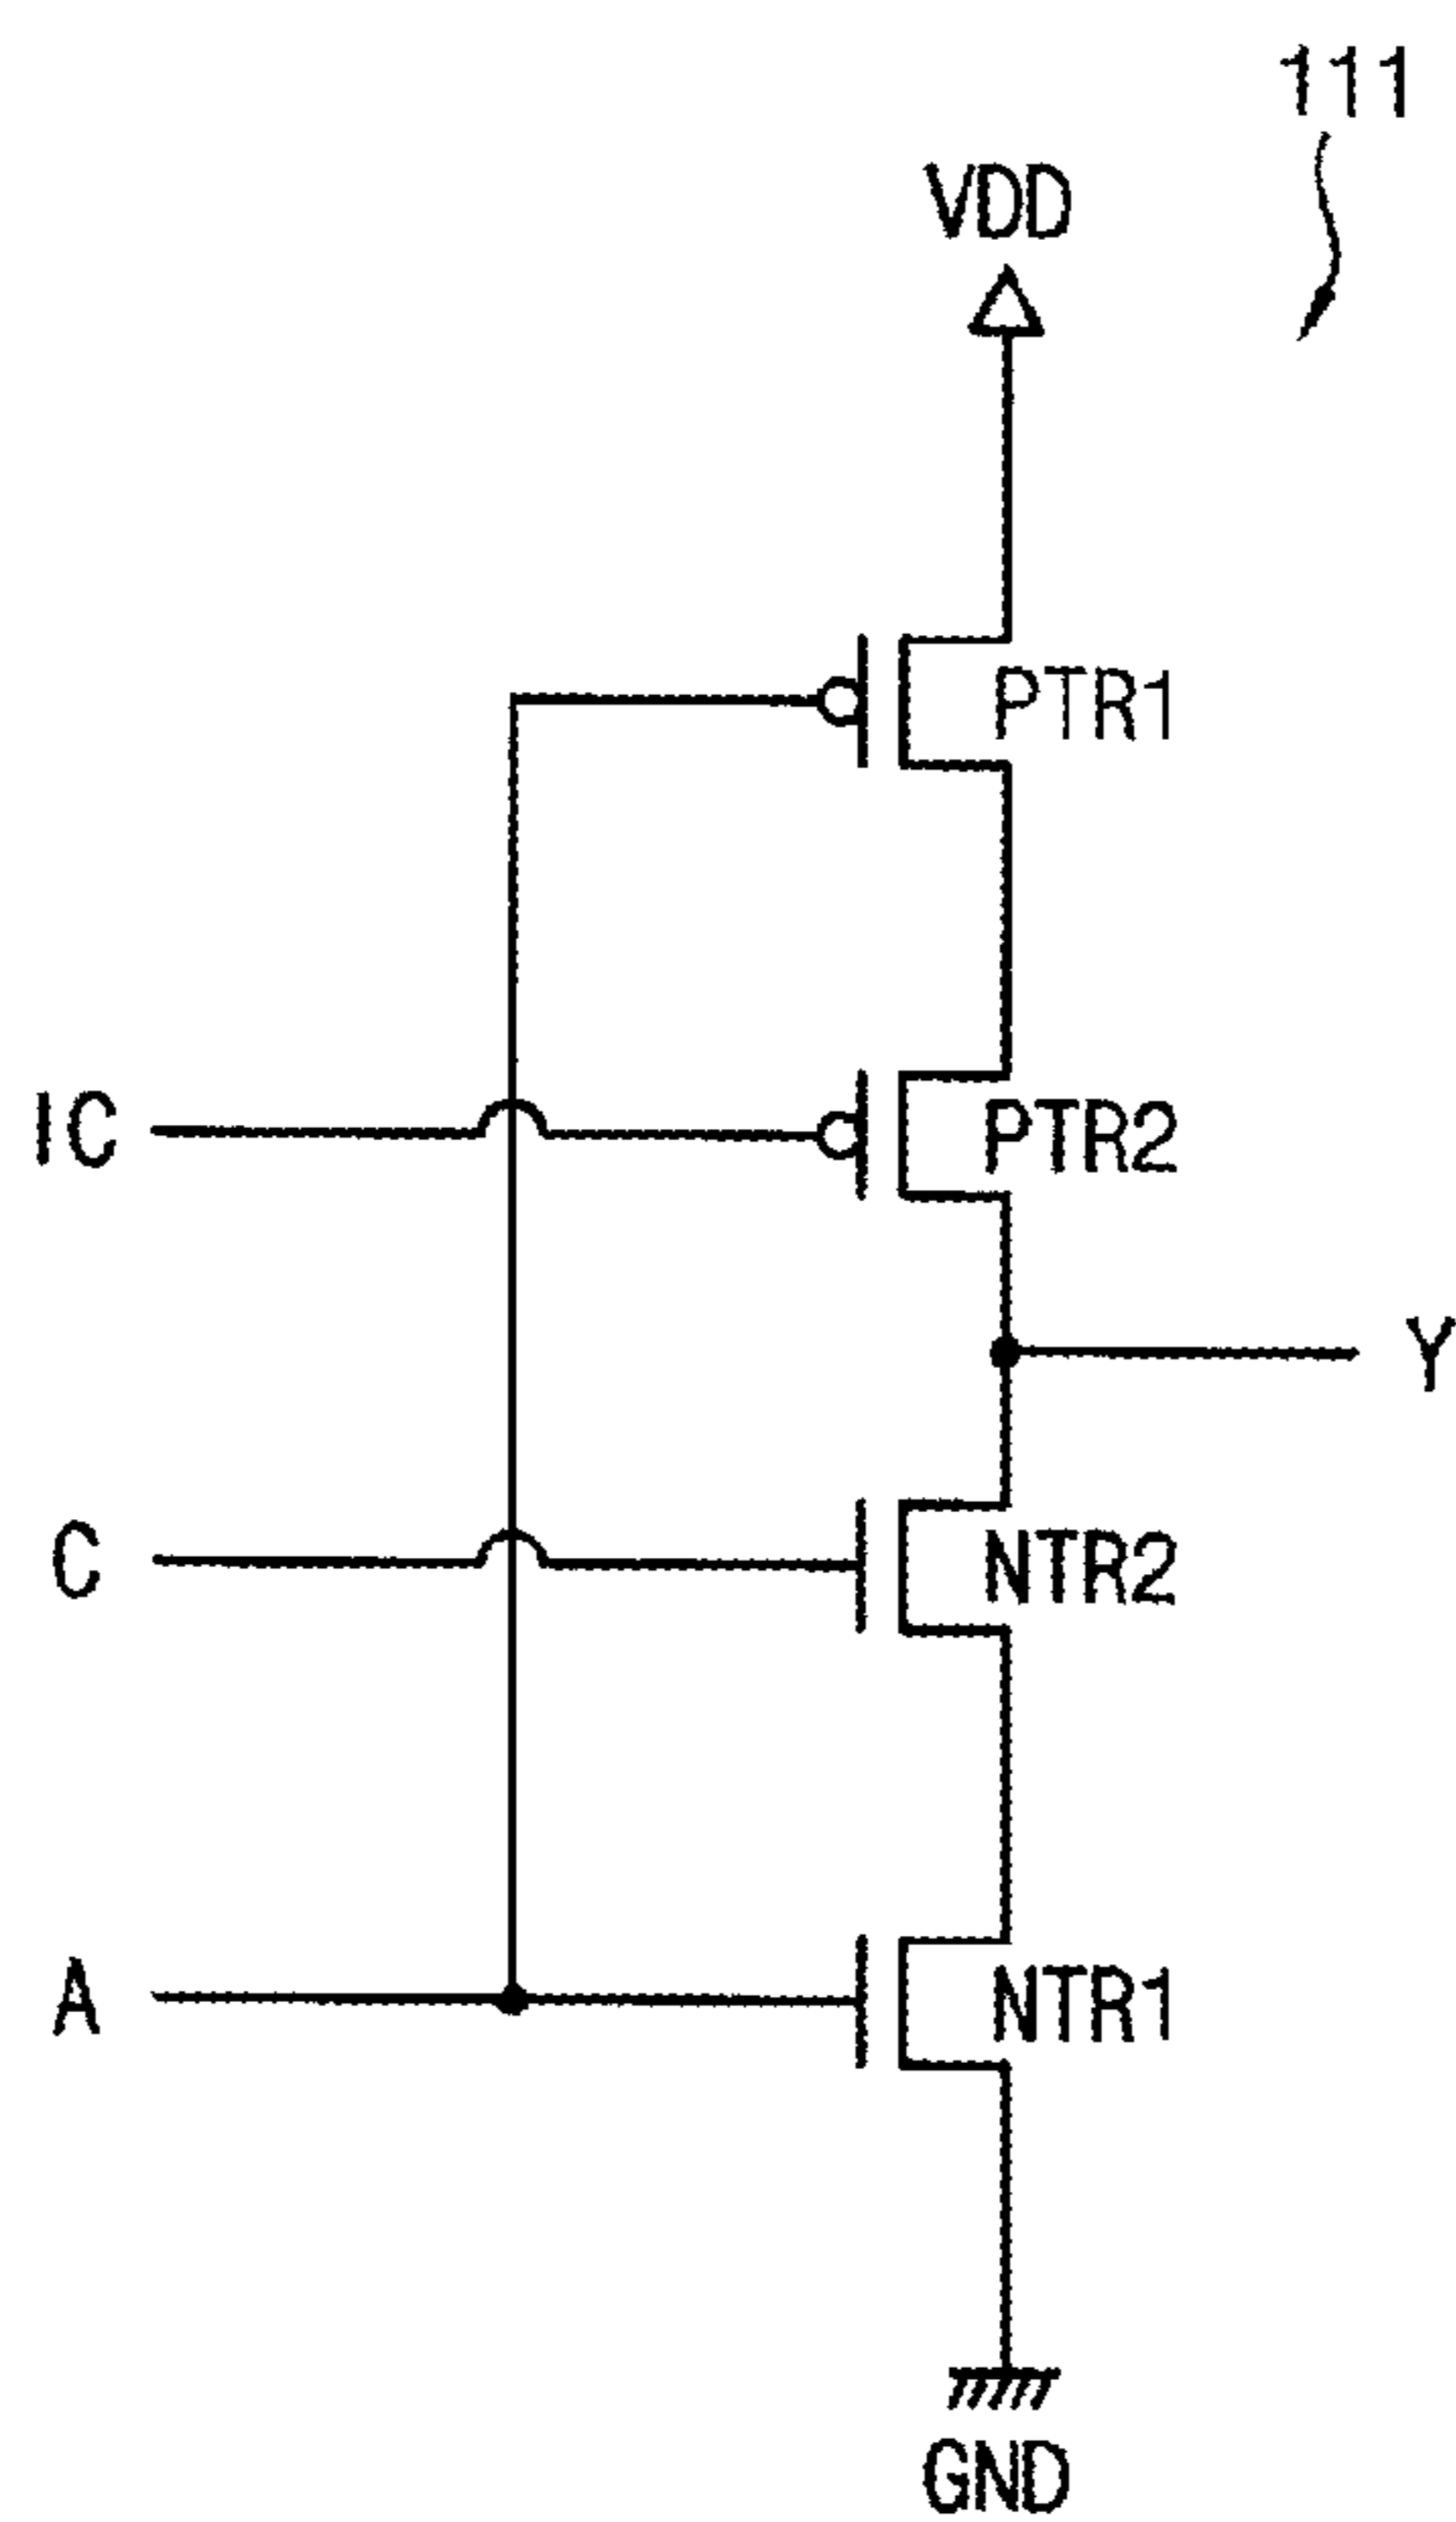 111
VDD
PTR1
IC
PTR2
Y
C
NTR2
A
NTR1
GND